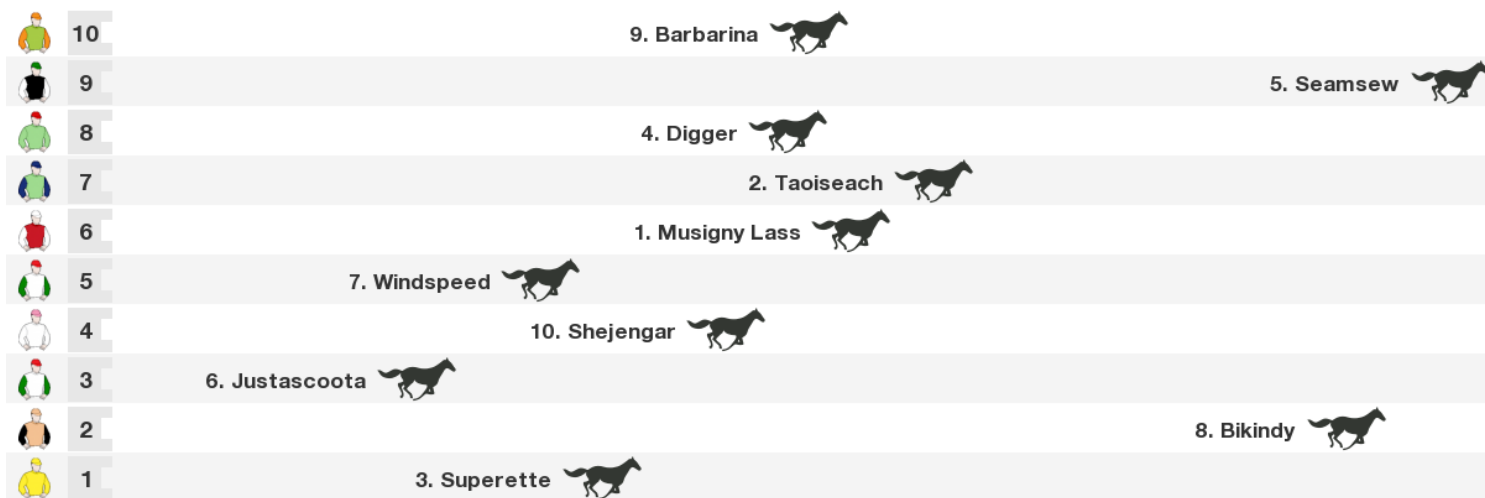 10 9. Barbarina
9 5. Seamsew
8 4. Digger
7 2. Taoiseach
6 1. Musigny Lass
5 7. Windspeed
4 10. Shejengar
3 6. Justascoota
2 8. Bikindy
1 3. Superette